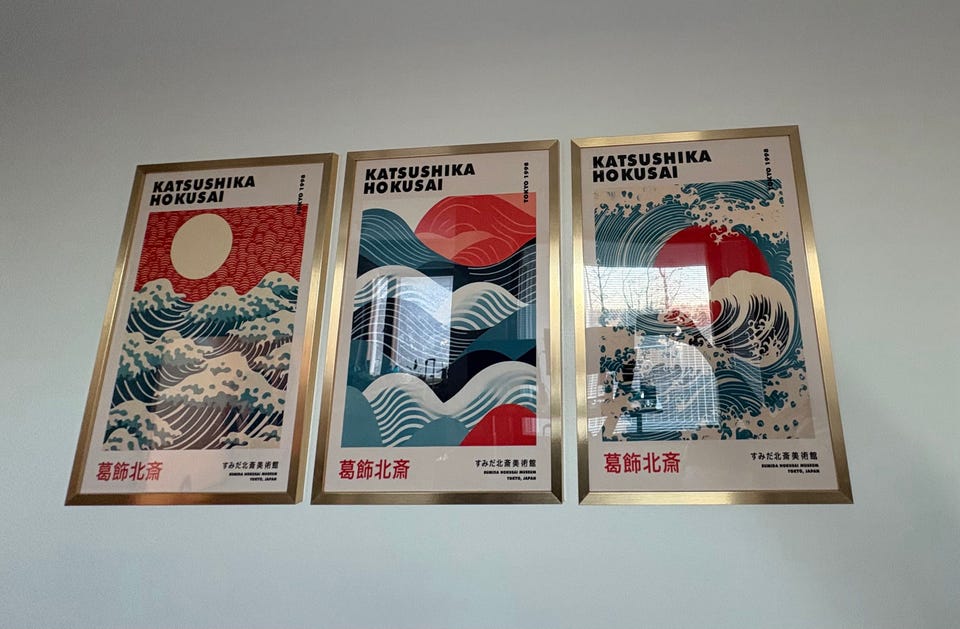 KATSUSHIKA
HOKUSAI
TOKYO 1998
葛飾北斎
すみだ北斎美術館
SUMIDA HOKUSAI MUSEUM
TOKYO, JAPAN
KATSUSHIKA
HOKUSAI
TOKYO 1998
葛飾北斎
すみだ北斎美術館
SUMIDA HOKUSAI MUSEUM
TOKYO, JAPAN
KATSUSHIKA
HOKUSAI
TOKYO 1998
葛飾北斎
すみだ北斎美術館
SUMIDA HOKUSAI MUSEUM
TOKYO, JAPAN